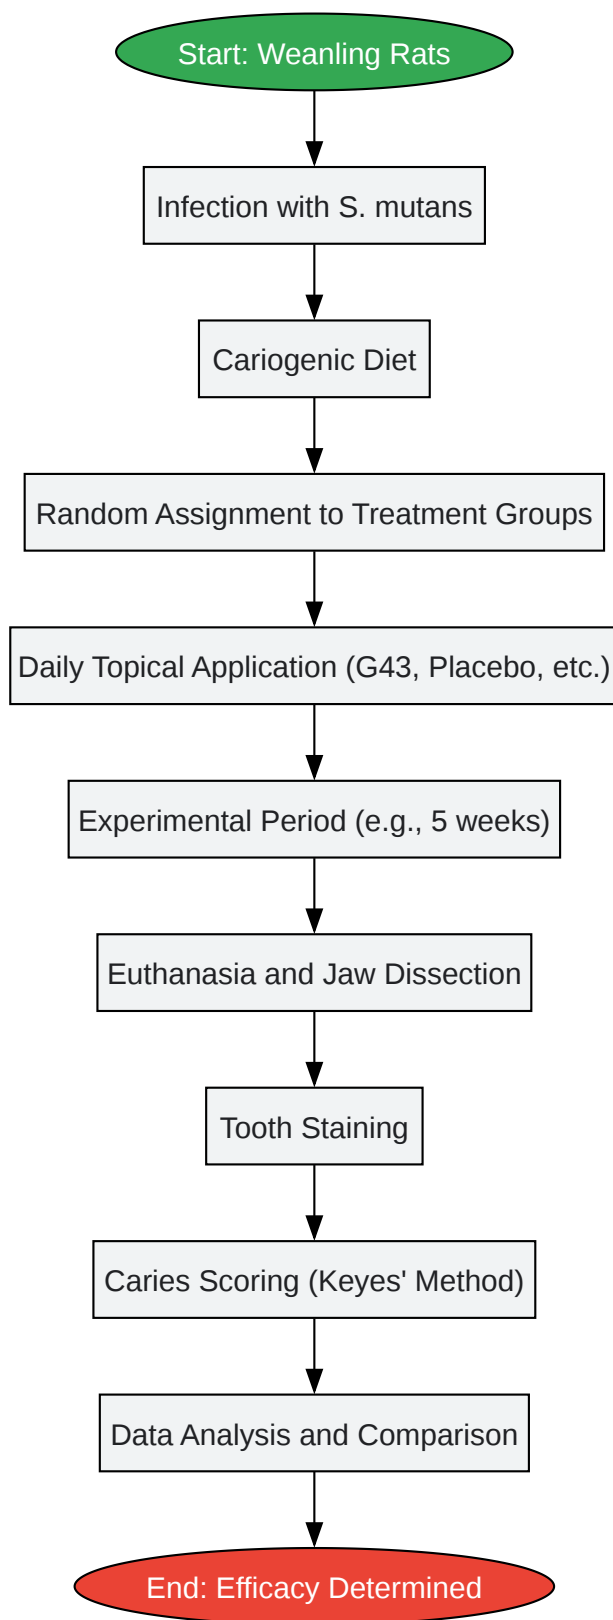 Start: Weanling Rats
Infection with S. mutans
Cariogenic Diet
Random Assignment to Treatment Groups
Daily Topical Application (G43, Placebo, etc.)
Experimental Period (e.g., 5 weeks)
Euthanasia and Jaw Dissection
Tooth Staining
Caries Scoring (Keyes' Method)
Data Analysis and Comparison
End: Efficacy Determined